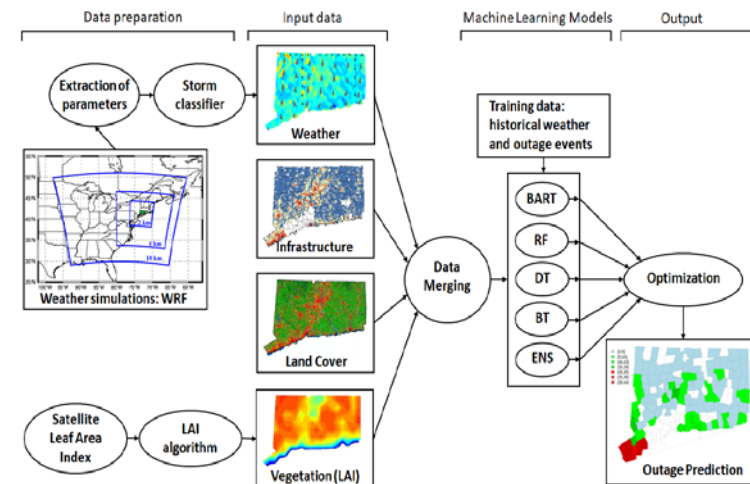 Data preparation
Input data
Machine Learning Models
Output
Extraction of
parameters
Storm
classifier
Weather
Training data:
historical weather
and outage events
Weather simulations: WRF
Infrastructure
Land Cover
Data
Merging
BART
RF
DT
BT
ENS
Optimization
Satellite
Leaf Area
Index
LAI
algorithm
Vegetation (LAI)
Outage Prediction